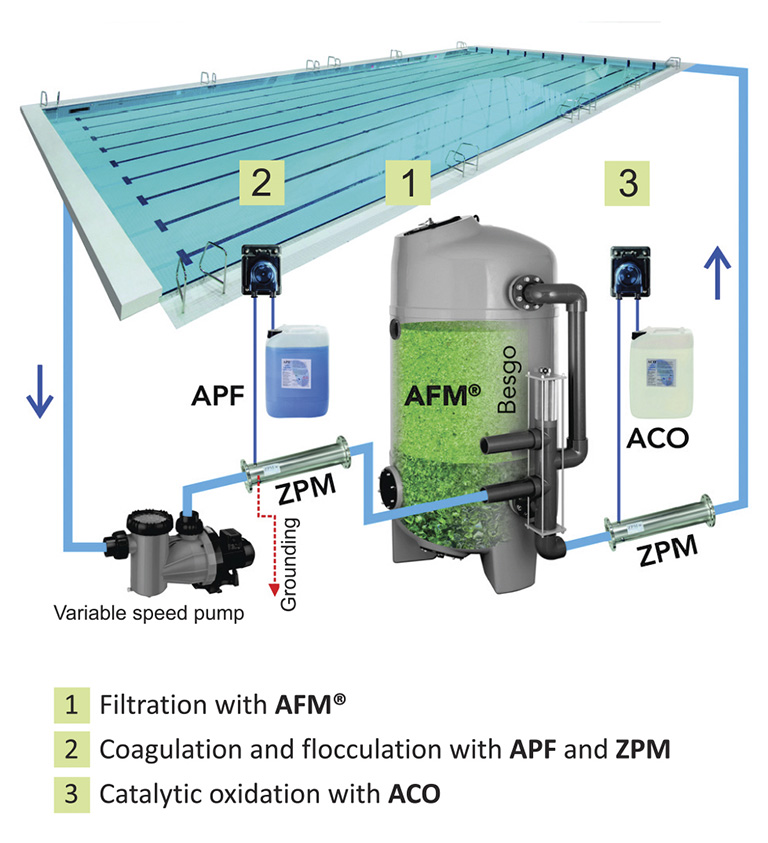 2
1
3
APF
AFM®
Besgo
ACO
ZPM
Grounding
ZPM
Variable speed pump
1 Filtration with AFM®
2 Coagulation and flocculation with APF and ZPM
3 Catalytic oxidation with ACO